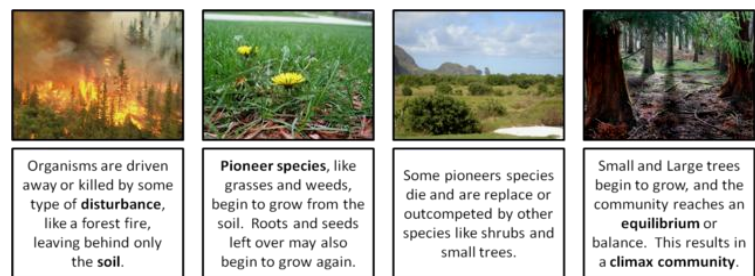 Organisms are driven
away or killed by some
type of disturbance,
like a forest fire,
leaving behind only
the soil.
Pioneer species, like
grasses and weeds,
begin to grow from the
soil. Roots and seeds
left over may also
begin to grow again.
Some pioneers species
die and are replace or
outcompeted by other
species like shrubs and
small trees.
Small and Large trees
begin to grow, and the
community reaches an
equilibrium or
balance. This results in
a climax community.